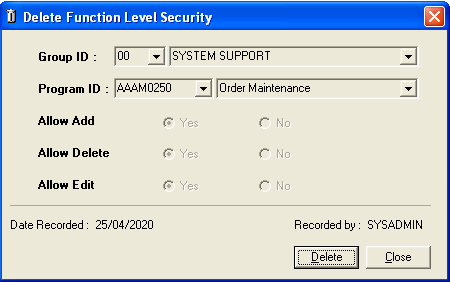 Delete Function Level Security
Group ID : 00 SYSTEM SUPPORT
Program ID : AAAM0250 Order Maintenance
Allow Add Yes No
Allow Delete Yes No
Allow Edit Yes No
Date Recorded : 25/04/2020 Recorded by : SYSADMIN
Delete Close